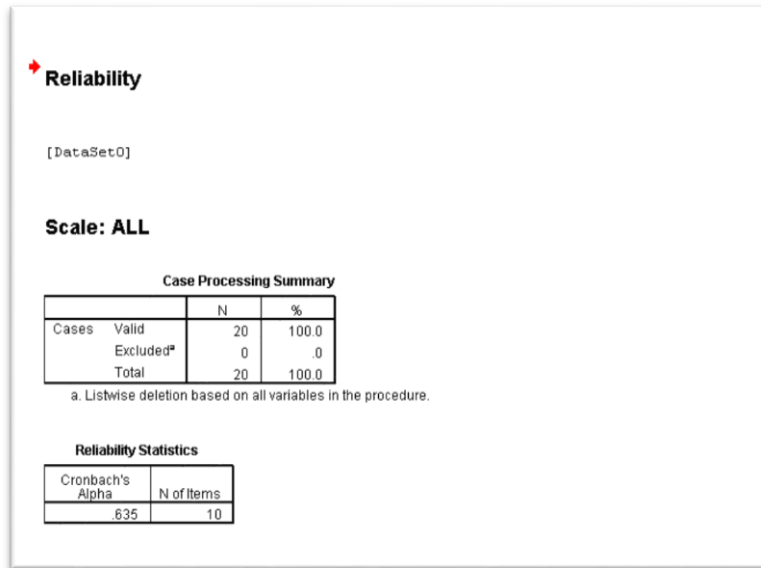 Reliability
[DataSet0]
Scale: ALL
Case Processing Summary
N %
Cases Valid 20 100.0
Excludedª 0 .0
Total 20 100.0
a. Listwise deletion based on all variables in the procedure.
Reliability Statistics
Cronbach's
Alpha N of Items
.635 10